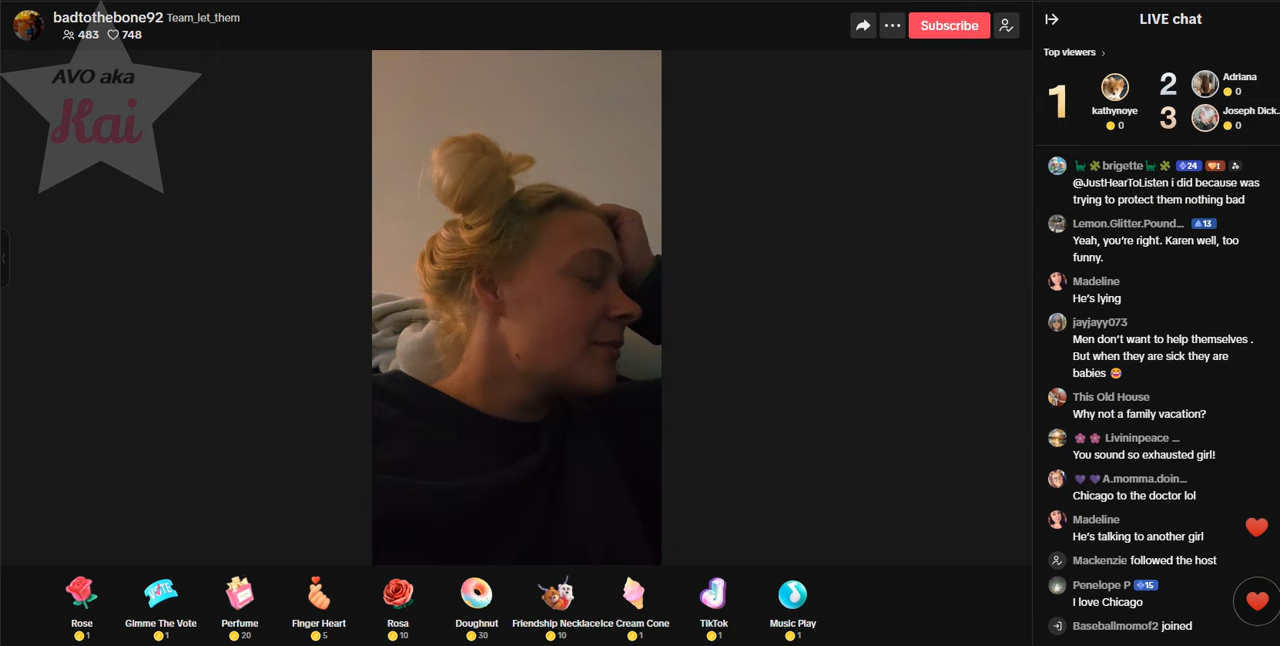 badtothebone92 Team_let_them
483 748
Subscribe
AVO aka
Kai
LIVE chat
Top viewers
1
kathynoye
0
2
Adriana
0
3
Joseph Dick..
0
brigette 24 I
@JustHearToListen i did because was
trying to protect them nothing bad
Lemon.Glitter.Pound... 13
Yeah, you're right. Karen well, too
funny.
Madeline
He's lying
jayjayy073
Men don't want to help themselves .
But when they are sick they are
babies 😂
This Old House
Why not a family vacation?
🌸🌸 Livininpeace ...
You sound so exhausted girl!
💜💜A.momma.doin...
Chicago to the doctor lol
Madeline
He's talking to another girl
Mackenzie followed the host
Penelope P 15
I love Chicago
Baseballmomof2 joined
GIVE
Rose
1
GImme The Vote
1
Perfume
20
Finger Heart
5
Rosa
10
Doughnut
30
Friendship Necklace
10
Ice Cream Cone
1
TikTok
1
Music Play
1